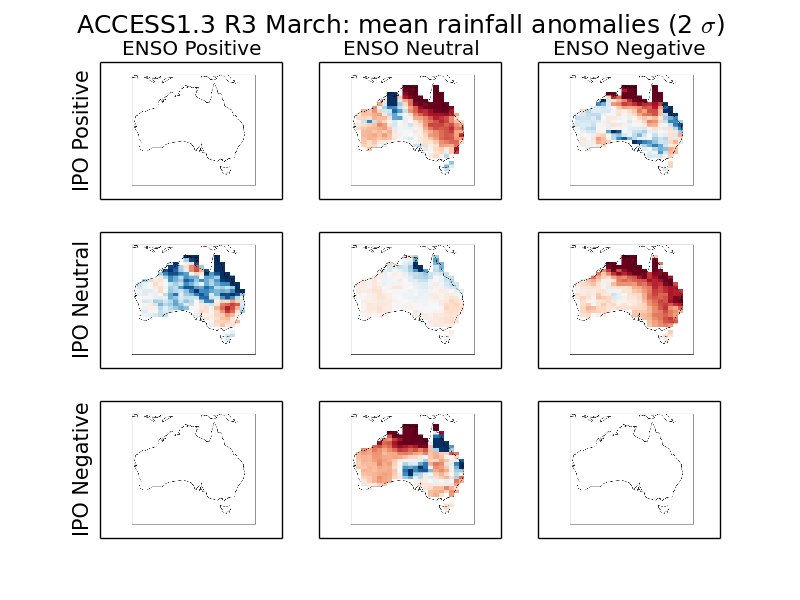 ACCESS1.3 R3 March: mean rainfall anomalies (2 σ)
ENSO Positive
ENSO Neutral
ENSO Negative
IPO Positive
IPO Neutral
IPO Negative